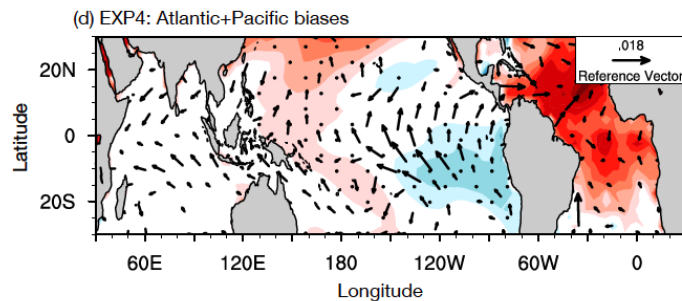 (d) EXP4: Atlantic+Pacific biases
.018
Reference Vector
20N
0
20S
Latitude
60E 120E 180 120W 60W 0
Longitude